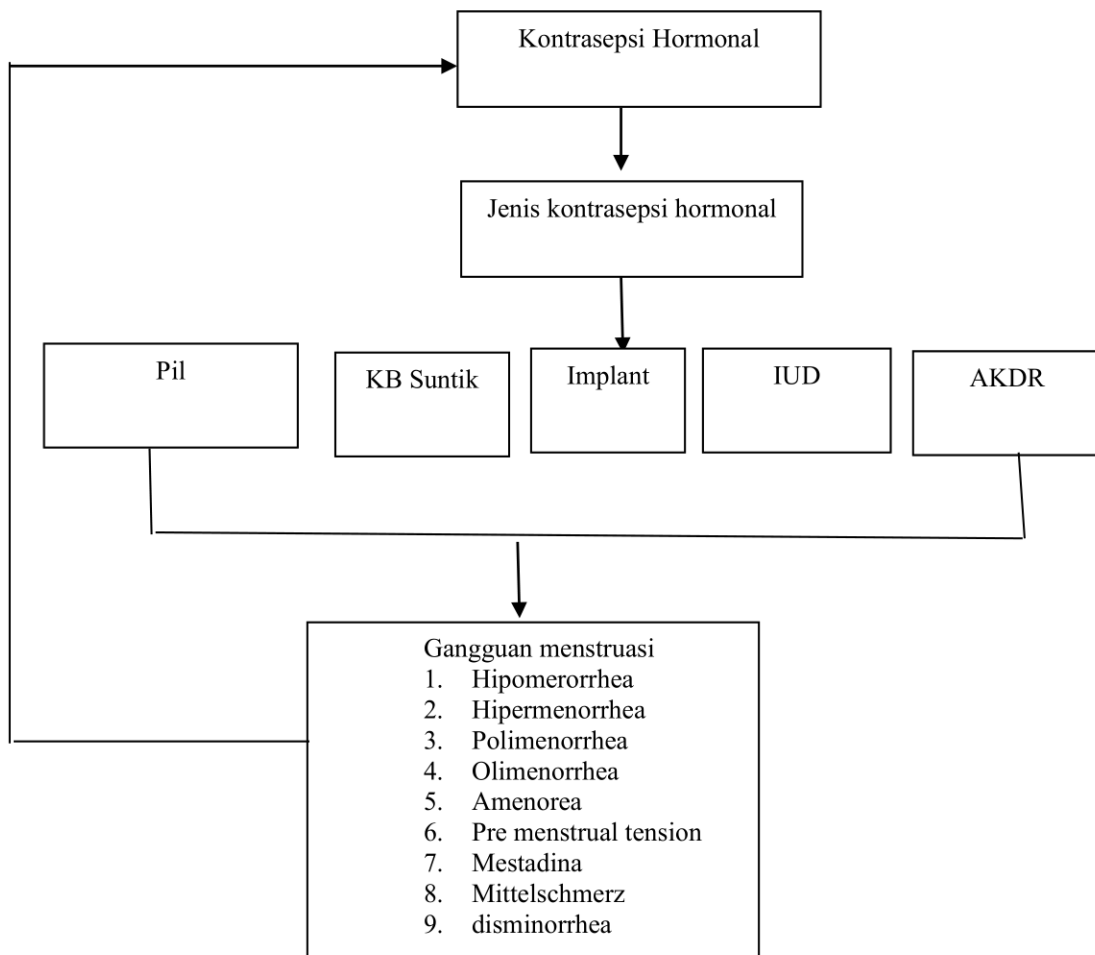 Kontrasepsi Hormonal
Jenis kontrasepsi hormonal
Pil
KB Suntik
Implant
IUD
AKDR
Gangguan menstruasi
1. Hipomerorrhea
2. Hipermenorrhea
3. Polimenorrhea
4. Olimenorrhea
5. Amenorea
6. Pre menstrual tension
7. Mestadina
8. Mittelschmerz
9. disminorrhea